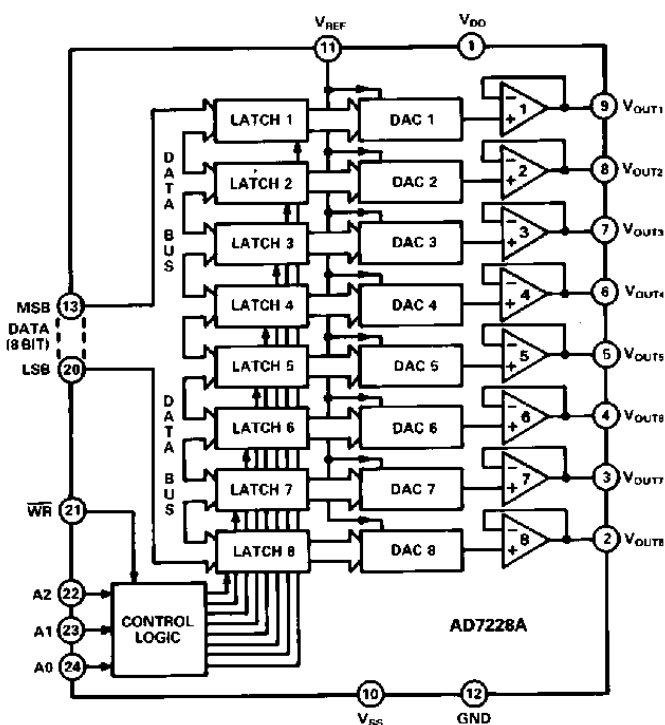 VREF VDD
11 1
LATCH 1 DAC 1 - + 1 9 VOUT1
LATCH 2 DAC 2 - + 2 8 VOUT2
LATCH 3 DAC 3 - + 3 7 VOUT3
LATCH 4 DAC 4 - + 4 6 VOUT4
LATCH 5 DAC 5 - + 5 5 VOUT5
LATCH 6 DAC 6 - + 6 4 VOUT6
LATCH 7 DAC 7 - + 7 3 VOUT7
LATCH 8 DAC 8 - + 8 2 VOUT8
DATA BUS
DATA BUS
MSB 13
DATA
(8 BIT)
LSB 20
WR 21
A2 22
A1 23
A0 24
CONTROL
LOGIC
AD7228A
10 12
VSS GND